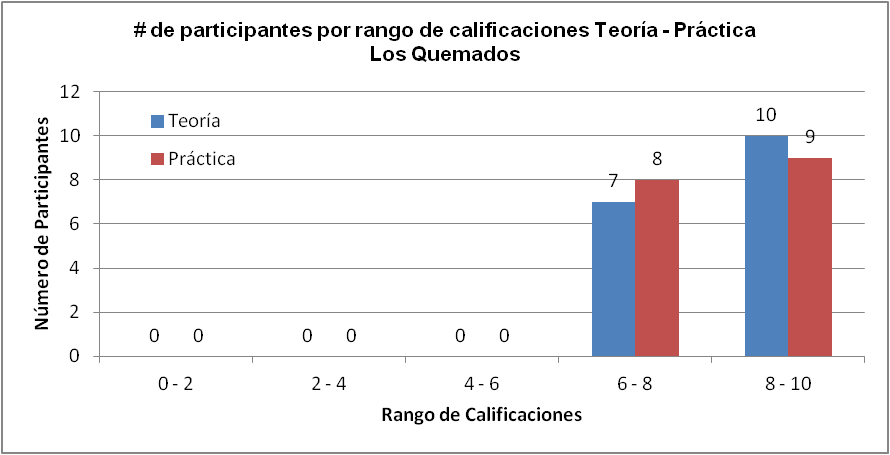 # de participantes por rango de calificaciones Teoría - Práctica
Los Quemados
Número de Participantes
12
10
8
6
4
2
0
Teoría
Práctica
0 0 0 0 0 0 7 8 10 9
0 - 2 2 - 4 4 - 6 6 - 8 8 - 10
Rango de Calificaciones